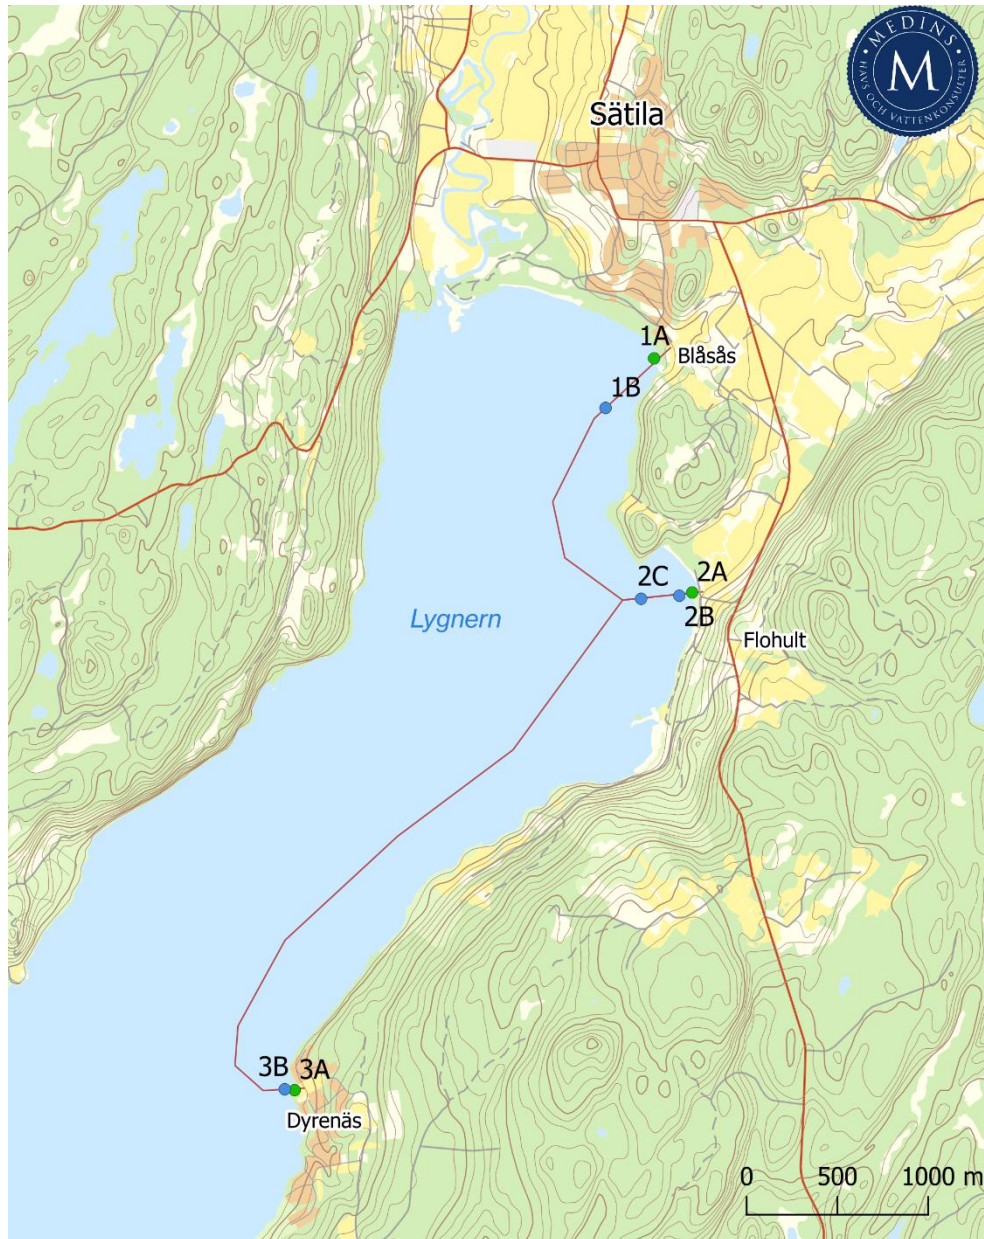 MEDINS
M
HAVS OCH VATTENKONSULTER
Sätila
1A
Blåsås
1B
2C
2A
2B
Lygnern
Flohult
3B
3A
Dyrenäs
0
500
1000 m